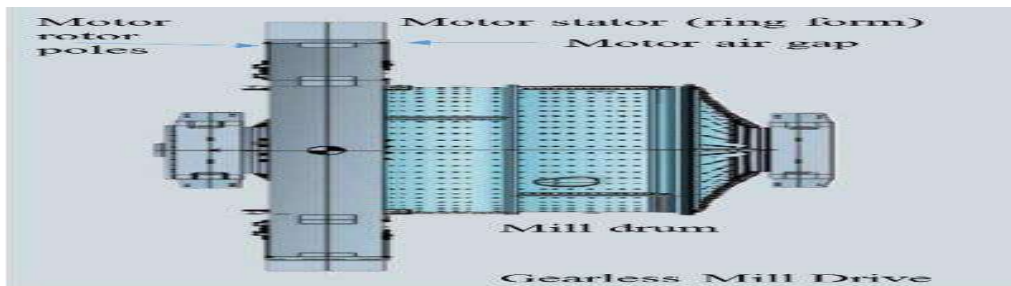 Motor
rotor
poles
Motor stator (ring form)
Motor air gap
Mill drum
Gearless Mill Drive